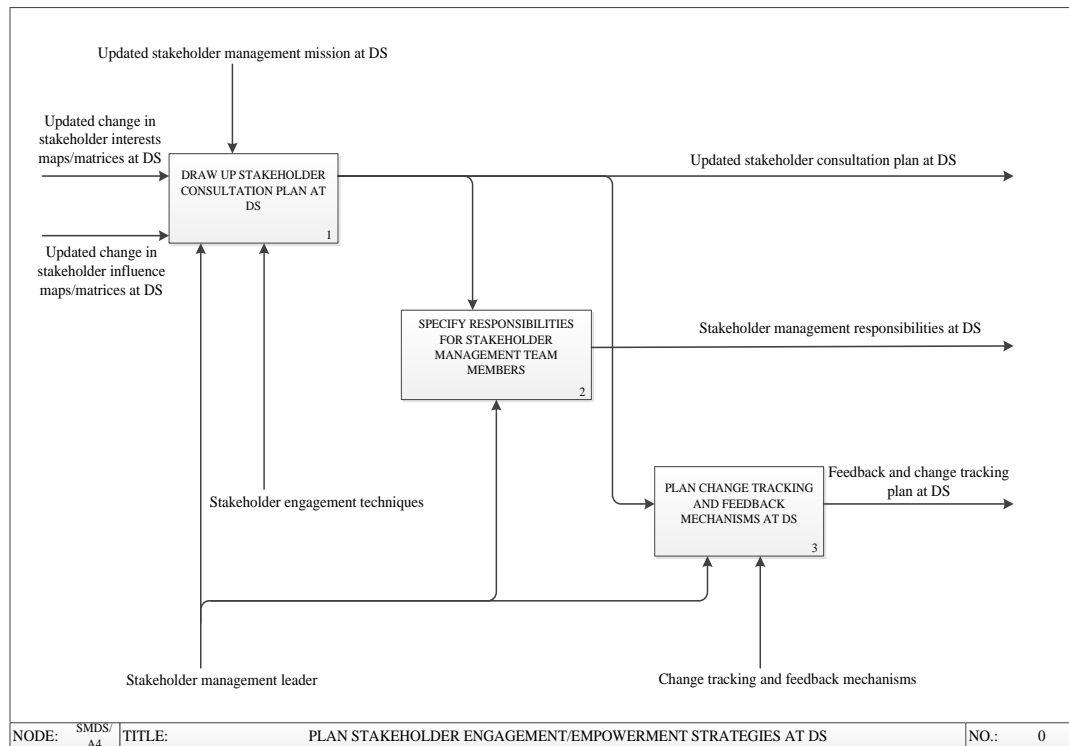 Updated stakeholder management mission at DS
Updated change in
stakeholder interests
maps/matrices at DS
DRAW UP STAKEHOLDER
CONSULTATION PLAN AT
DS
1
Updated stakeholder consultation plan at DS
Updated change in
stakeholder influence
maps/matrices at DS
SPECIFY RESPONSIBILITIES
FOR STAKEHOLDER
MANAGEMENT TEAM
MEMBERS
2
Stakeholder management responsibilities at DS
Stakeholder engagement techniques
PLAN CHANGE TRACKING
AND FEEDBACK
MECHANISMS AT DS
3
Feedback and change tracking
plan at DS
Stakeholder management leader
Change tracking and feedback mechanisms
NODE:
SMDS/
A4
TITLE:
PLAN STAKEHOLDER ENGAGEMENT/EMPOWERMENT STRATEGIES AT DS
NO.:
0